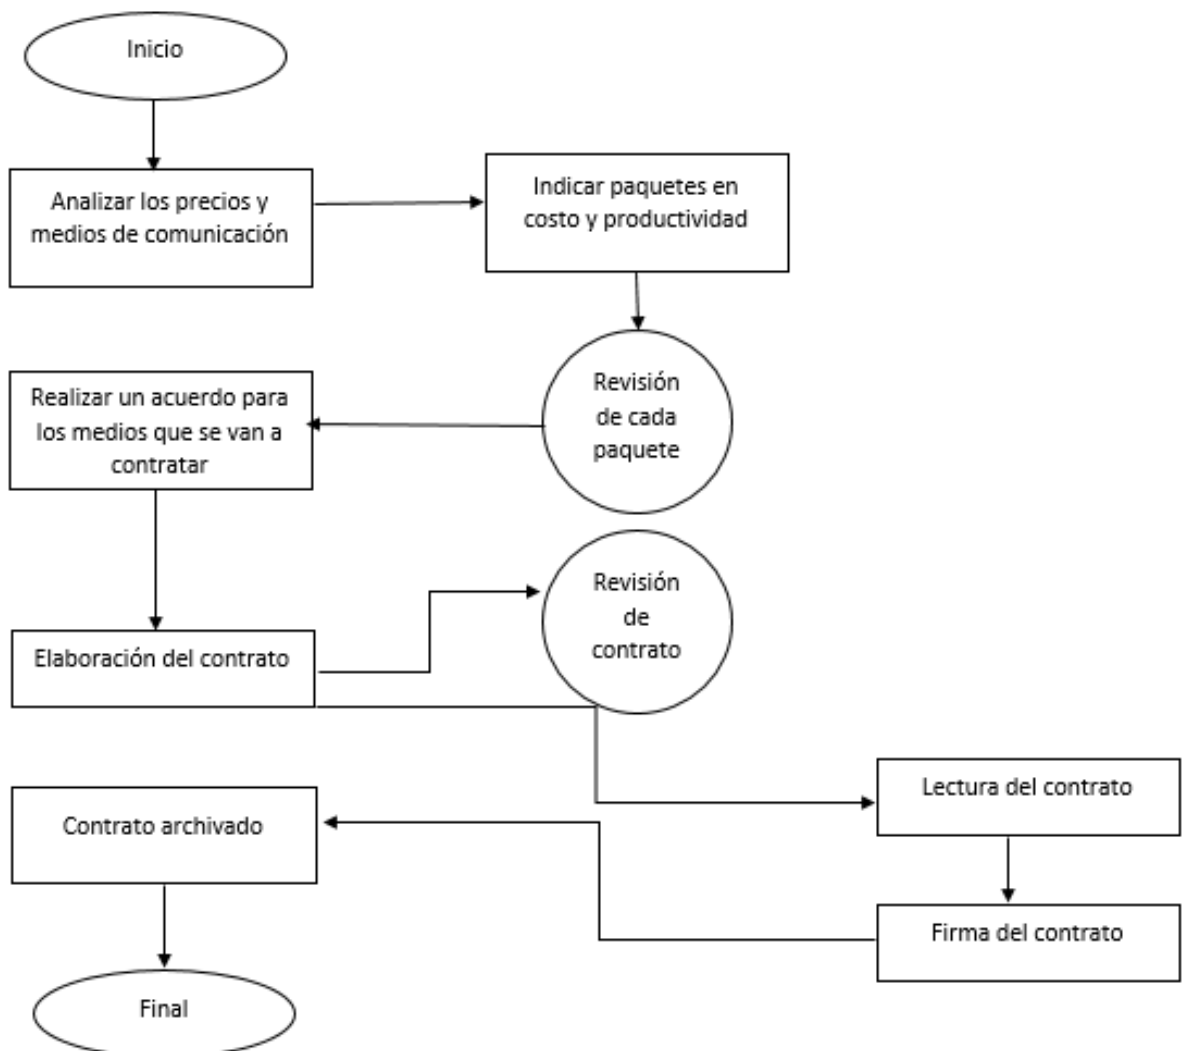 Inicio
Analizar los precios y
medios de comunicación
Indicar paquetes en
costo y productividad
Revisión
de cada
paquete
Realizar un acuerdo para
los medios que se van a
contratar
Elaboración del contrato
Revisión
de
contrato
Lectura del contrato
Firma del contrato
Contrato archivado
Final